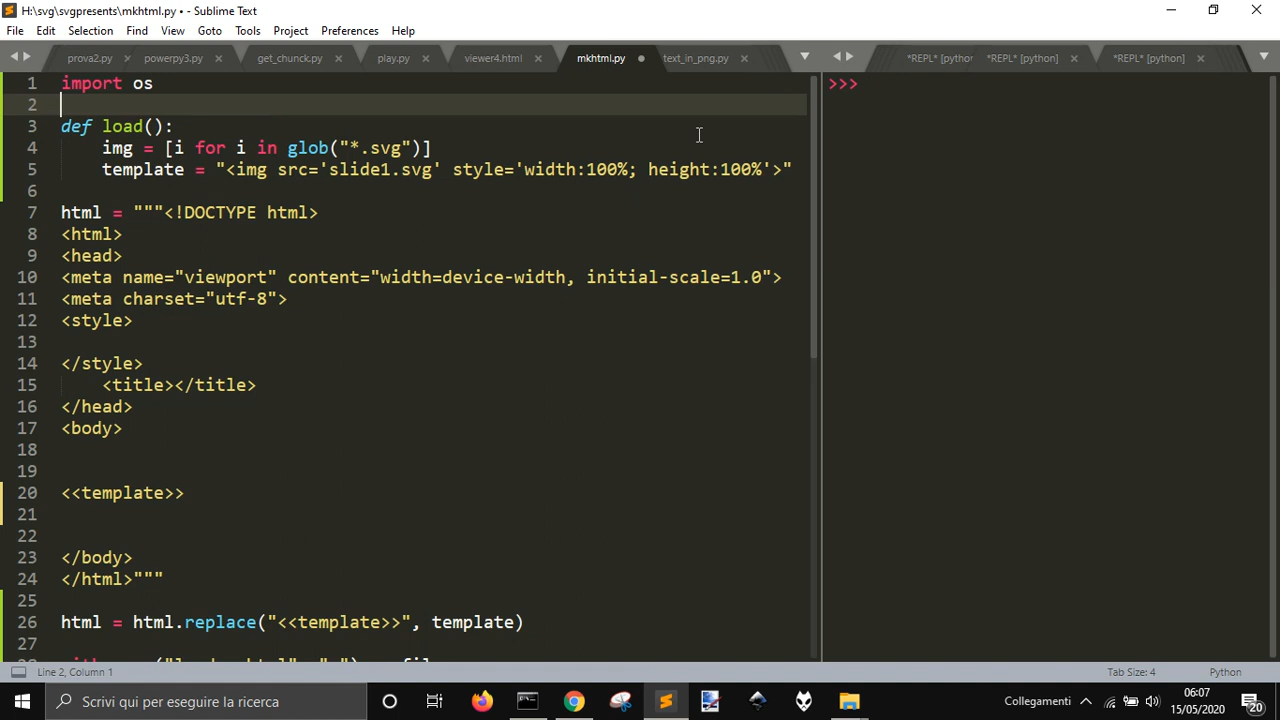 H:\svg\svgpresents\mkhtml.py • - Sublime Text
File Edit Selection Find View Goto Tools Project Preferences Help
prova2.py powerpy3.py get_chunck.py play.py viewer4.html mkhtml.py text_in_png.py *REPL* [pythor *REPL* [python] *REPL* [python]
1 import os >>>
2
3 def load():
4 img = [i for i in glob("*.svg")]
5 template = "<img src='slide1.svg' style='width:100%; height:100%'>"
6
7 html = """<!DOCTYPE html>
8 <html>
9 <head>
10 <meta name="viewport" content="width=device-width, initial-scale=1.0">
11 <meta charset="utf-8">
12 <style>
13
14 </style>
15 <title></title>
16 </head>
17 <body>
18
19
20 <<template>>
21
22
23 </body>
24 </html>"""
25
26 html = html.replace("<<template>>", template)
27
Line 2, Column 1 Tab Size: 4 Python
Scrivi qui per eseguire la ricerca Collegamenti 06:07
15/05/2020 20